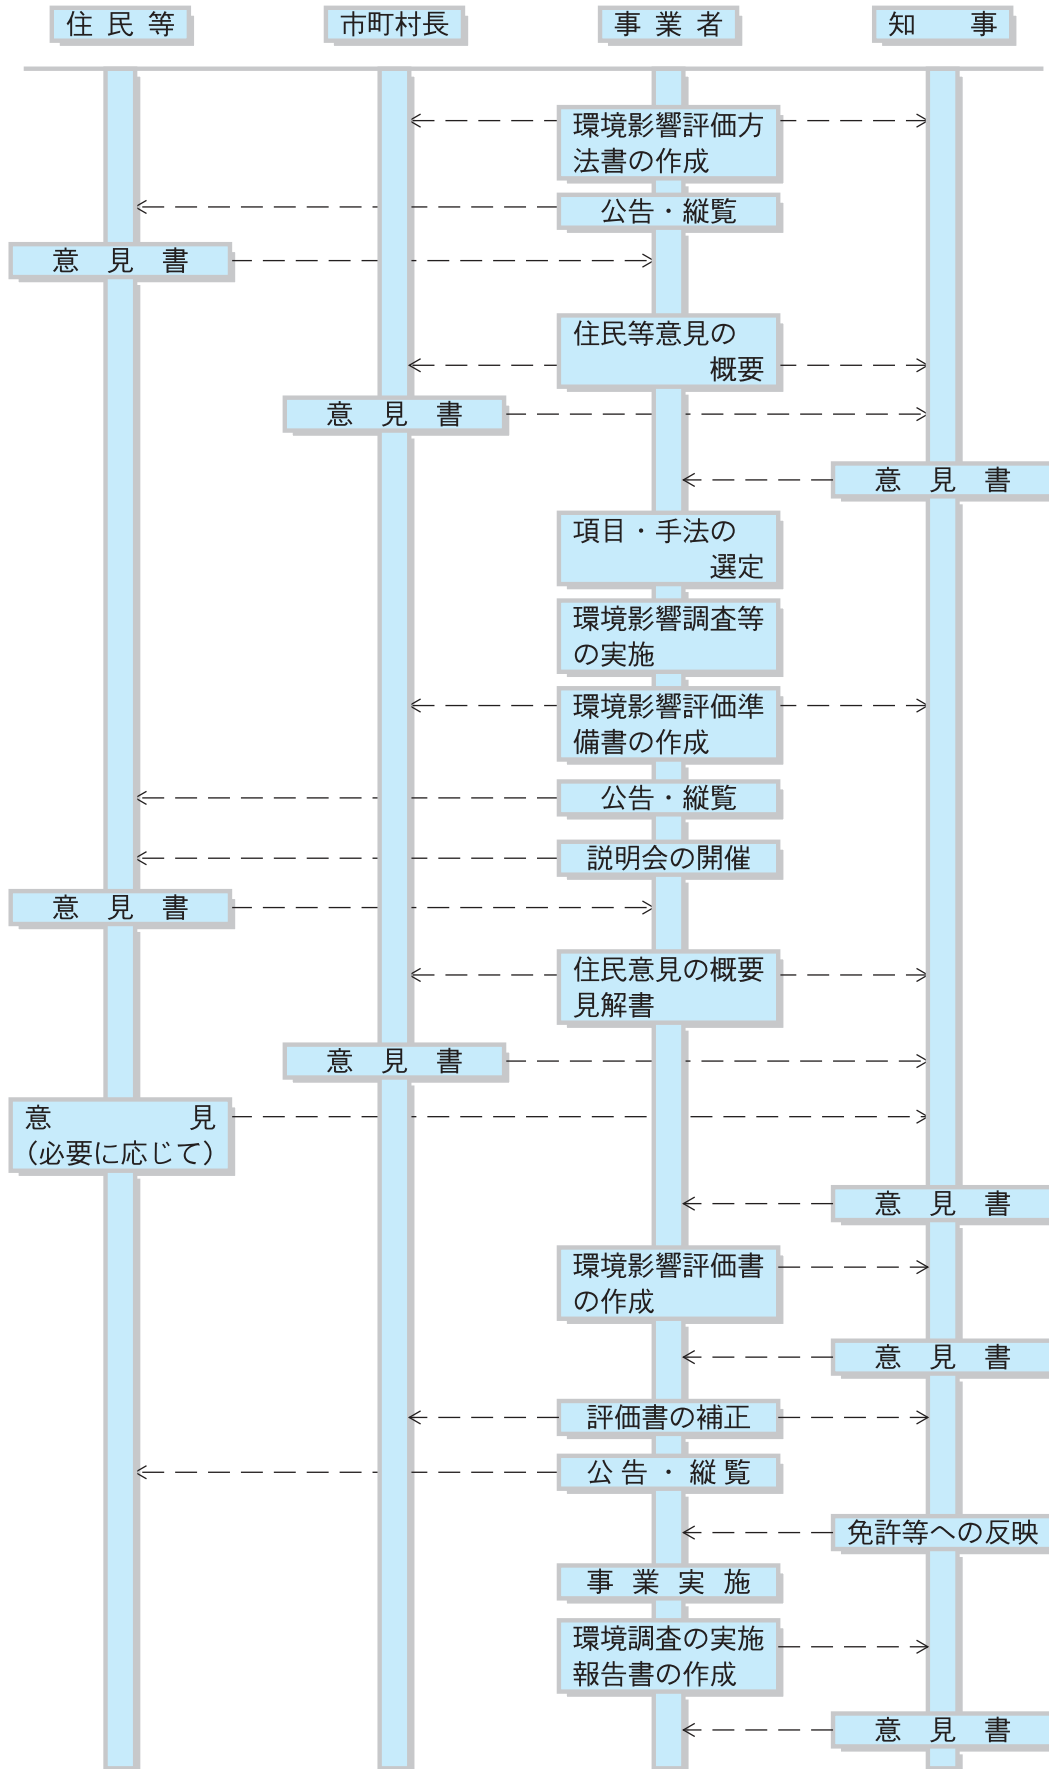 住民等
市町村長
事業者
知事
環境影響評価方
法書の作成
公告・縦覧
意見書
住民等意見の
概要
意見書
意見書
項目・手法の
選定
環境影響調査等
の実施
環境影響評価準
備書の作成
公告・縦覧
説明会の開催
意見書
住民意見の概要
見解書
意見書
意見
（必要に応じて）
意見書
環境影響評価書
の作成
意見書
評価書の補正
公告・縦覧
免許等への反映
事業実施
環境調査の実施
報告書の作成
意見書